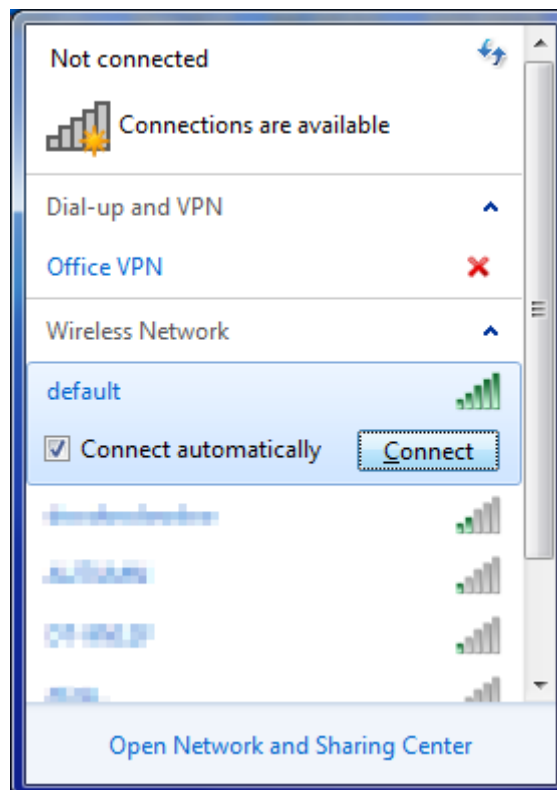 Not connected
Connections are available
Dial-up and VPN
Office VPN
Wireless Network
default
Connect automatically
Connect
Open Network and Sharing Center